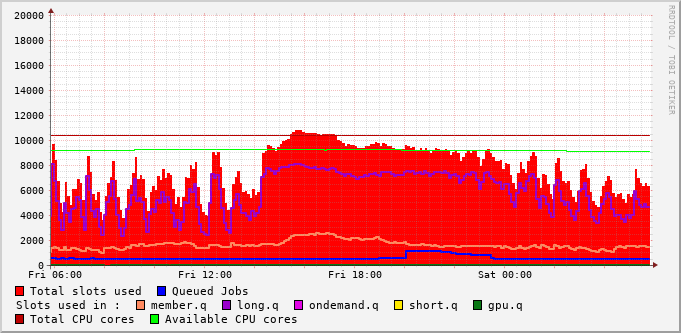 20000
18000
16000
14000
12000
10000
8000
6000
4000
2000
0
Fri 06:00 Fri 12:00 Fri 18:00 Sat 00:00
Total slots used Queued Jobs
Slots used in : member.q long.q ondemand.q short.q gpu.q
Total CPU cores Available CPU cores
RRDTOOL / TOBI OETIKER